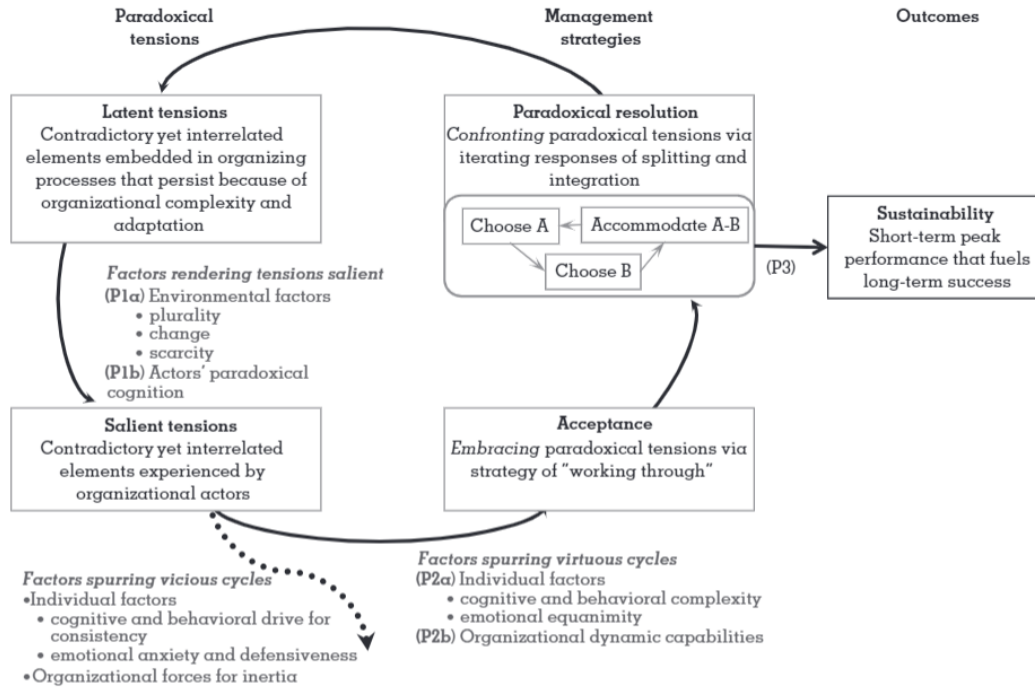 Paradoxical
tensions
Management
strategies
Outcomes
Latent tensions
Contradictory yet interrelated
elements embedded in organizing
processes that persist because of
organizational complexity and
adaptation
Paradoxical resolution
Confronting paradoxical tensions via
iterating responses of splitting and
integration
Choose A
Accommodate A-B
Choose B
(P3)
Sustainability
Short-term peak
performance that fuels
long-term success
Factors rendering tensions salient
(P1a) Environmental factors
• plurality
• change
• scarcity
(P1b) Actors’ paradoxical
cognition
Salient tensions
Contradictory yet interrelated
elements experienced by
organizational actors
Acceptance
Embracing paradoxical tensions via
strategy of “working through”
Factors spurring vicious cycles
•Individual factors
• cognitive and behavioral drive for
consistency
• emotional anxiety and defensiveness
•Organizational forces for inertia
Factors spurring virtuous cycles
(P2a) Individual factors
• cognitive and behavioral complexity
• emotional equanimity
(P2b) Organizational dynamic capabilities